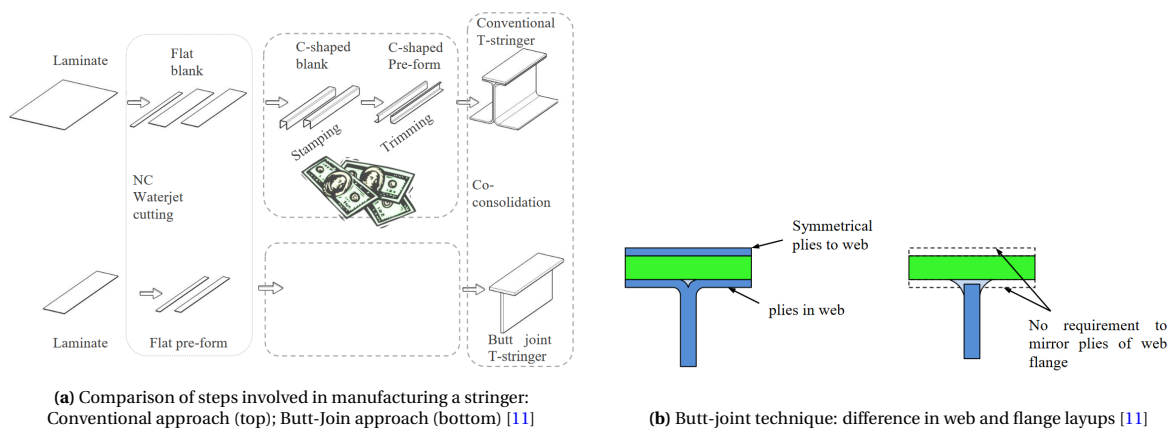 Conventional
T-stringer
Laminate
Flat
blank
C-shaped
blank
C-shaped
Pre-form
Stamping
Trimming
NC
Waterjet
cutting
Co-
consolidation
Laminate
Flat pre-form
Butt joint
T-stringer
(a) Comparison of steps involved in manufacturing a stringer:
Conventional approach (top); Butt-Join approach (bottom) [11]
Symmetrical
plies to web
plies in web
No requirement to
mirror plies of web
flange
(b) Butt-joint technique: difference in web and flange layups [11]